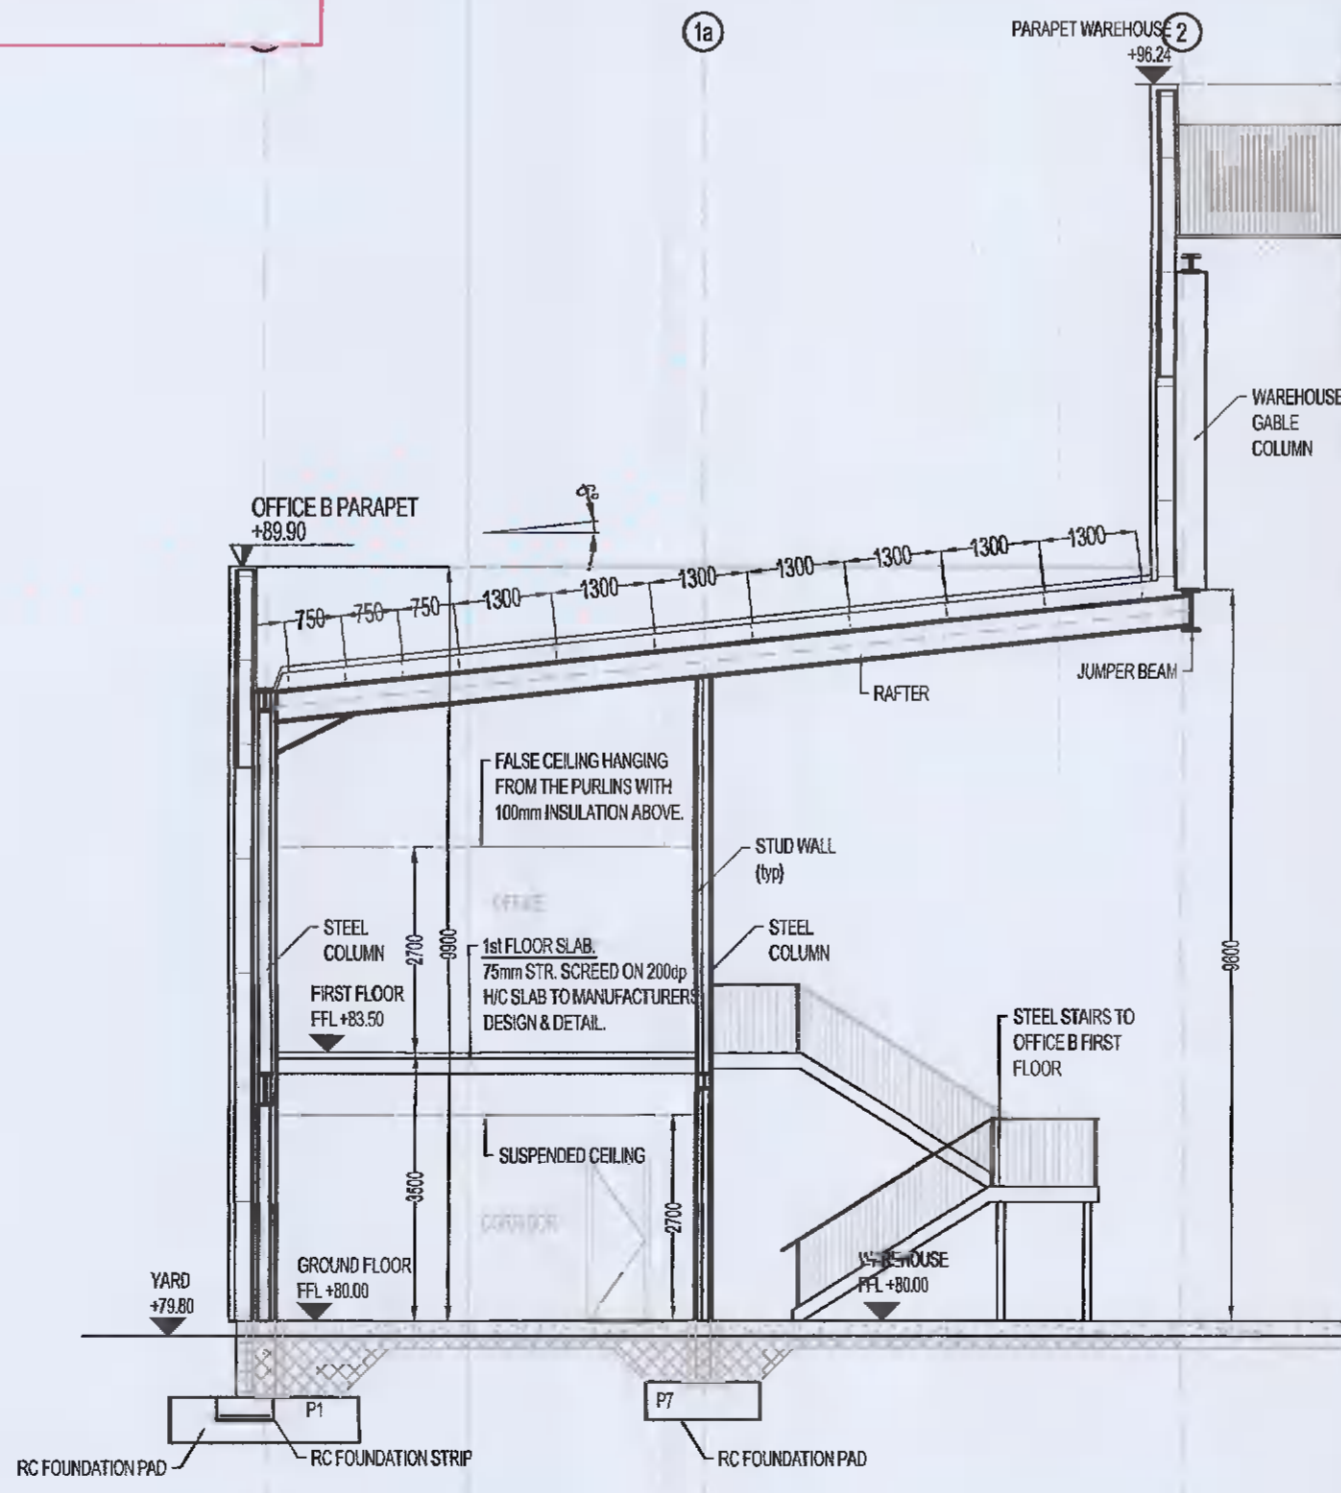 1a
PARAPET WAREHOUSE
2
+96.24
WAREHOUSE
GABLE
COLUMN
OFFICE B PARAPET
+89.90
750
750
750
1300
1300
1300
1300
1300
1300
1300
JUMPER BEAM
RAFTER
FALSE CEILING HANGING
FROM THE PURLINS WITH
100mm INSULATION ABOVE.
STUD WALL
(typ)
OFFICE
STEEL
COLUMN
2700
9900
1st FLOOR SLAB.
75mm STR. SCREED ON 200dp
H/C SLAB TO MANUFACTURERS
DESIGN & DETAIL.
STEEL
COLUMN
9600
FIRST FLOOR
FFL +83.50
STEEL STAIRS TO
OFFICE B FIRST
FLOOR
SUSPENDED CEILING
3500
CORRIDOR
2700
GROUND FLOOR
FFL +80.00
WAREHOUSE
FFL +80.00
YARD
+79.80
P1
P7
RC FOUNDATION PAD
RC FOUNDATION STRIP
RC FOUNDATION PAD